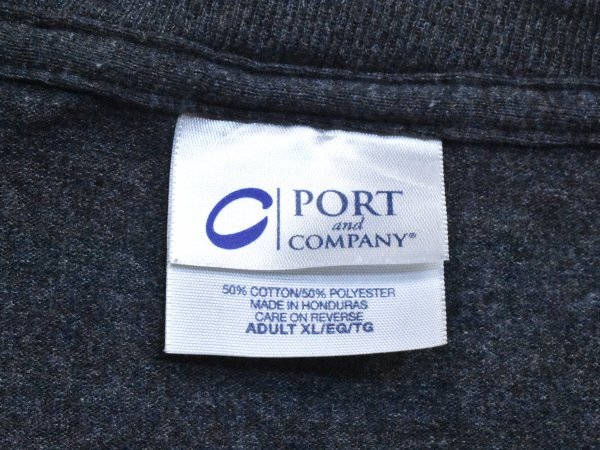 PORT
and
COMPANY®
50% COTTON/50% POLYESTER
MADE IN HONDURAS
CARE ON REVERSE
ADULT XL/EG/TG